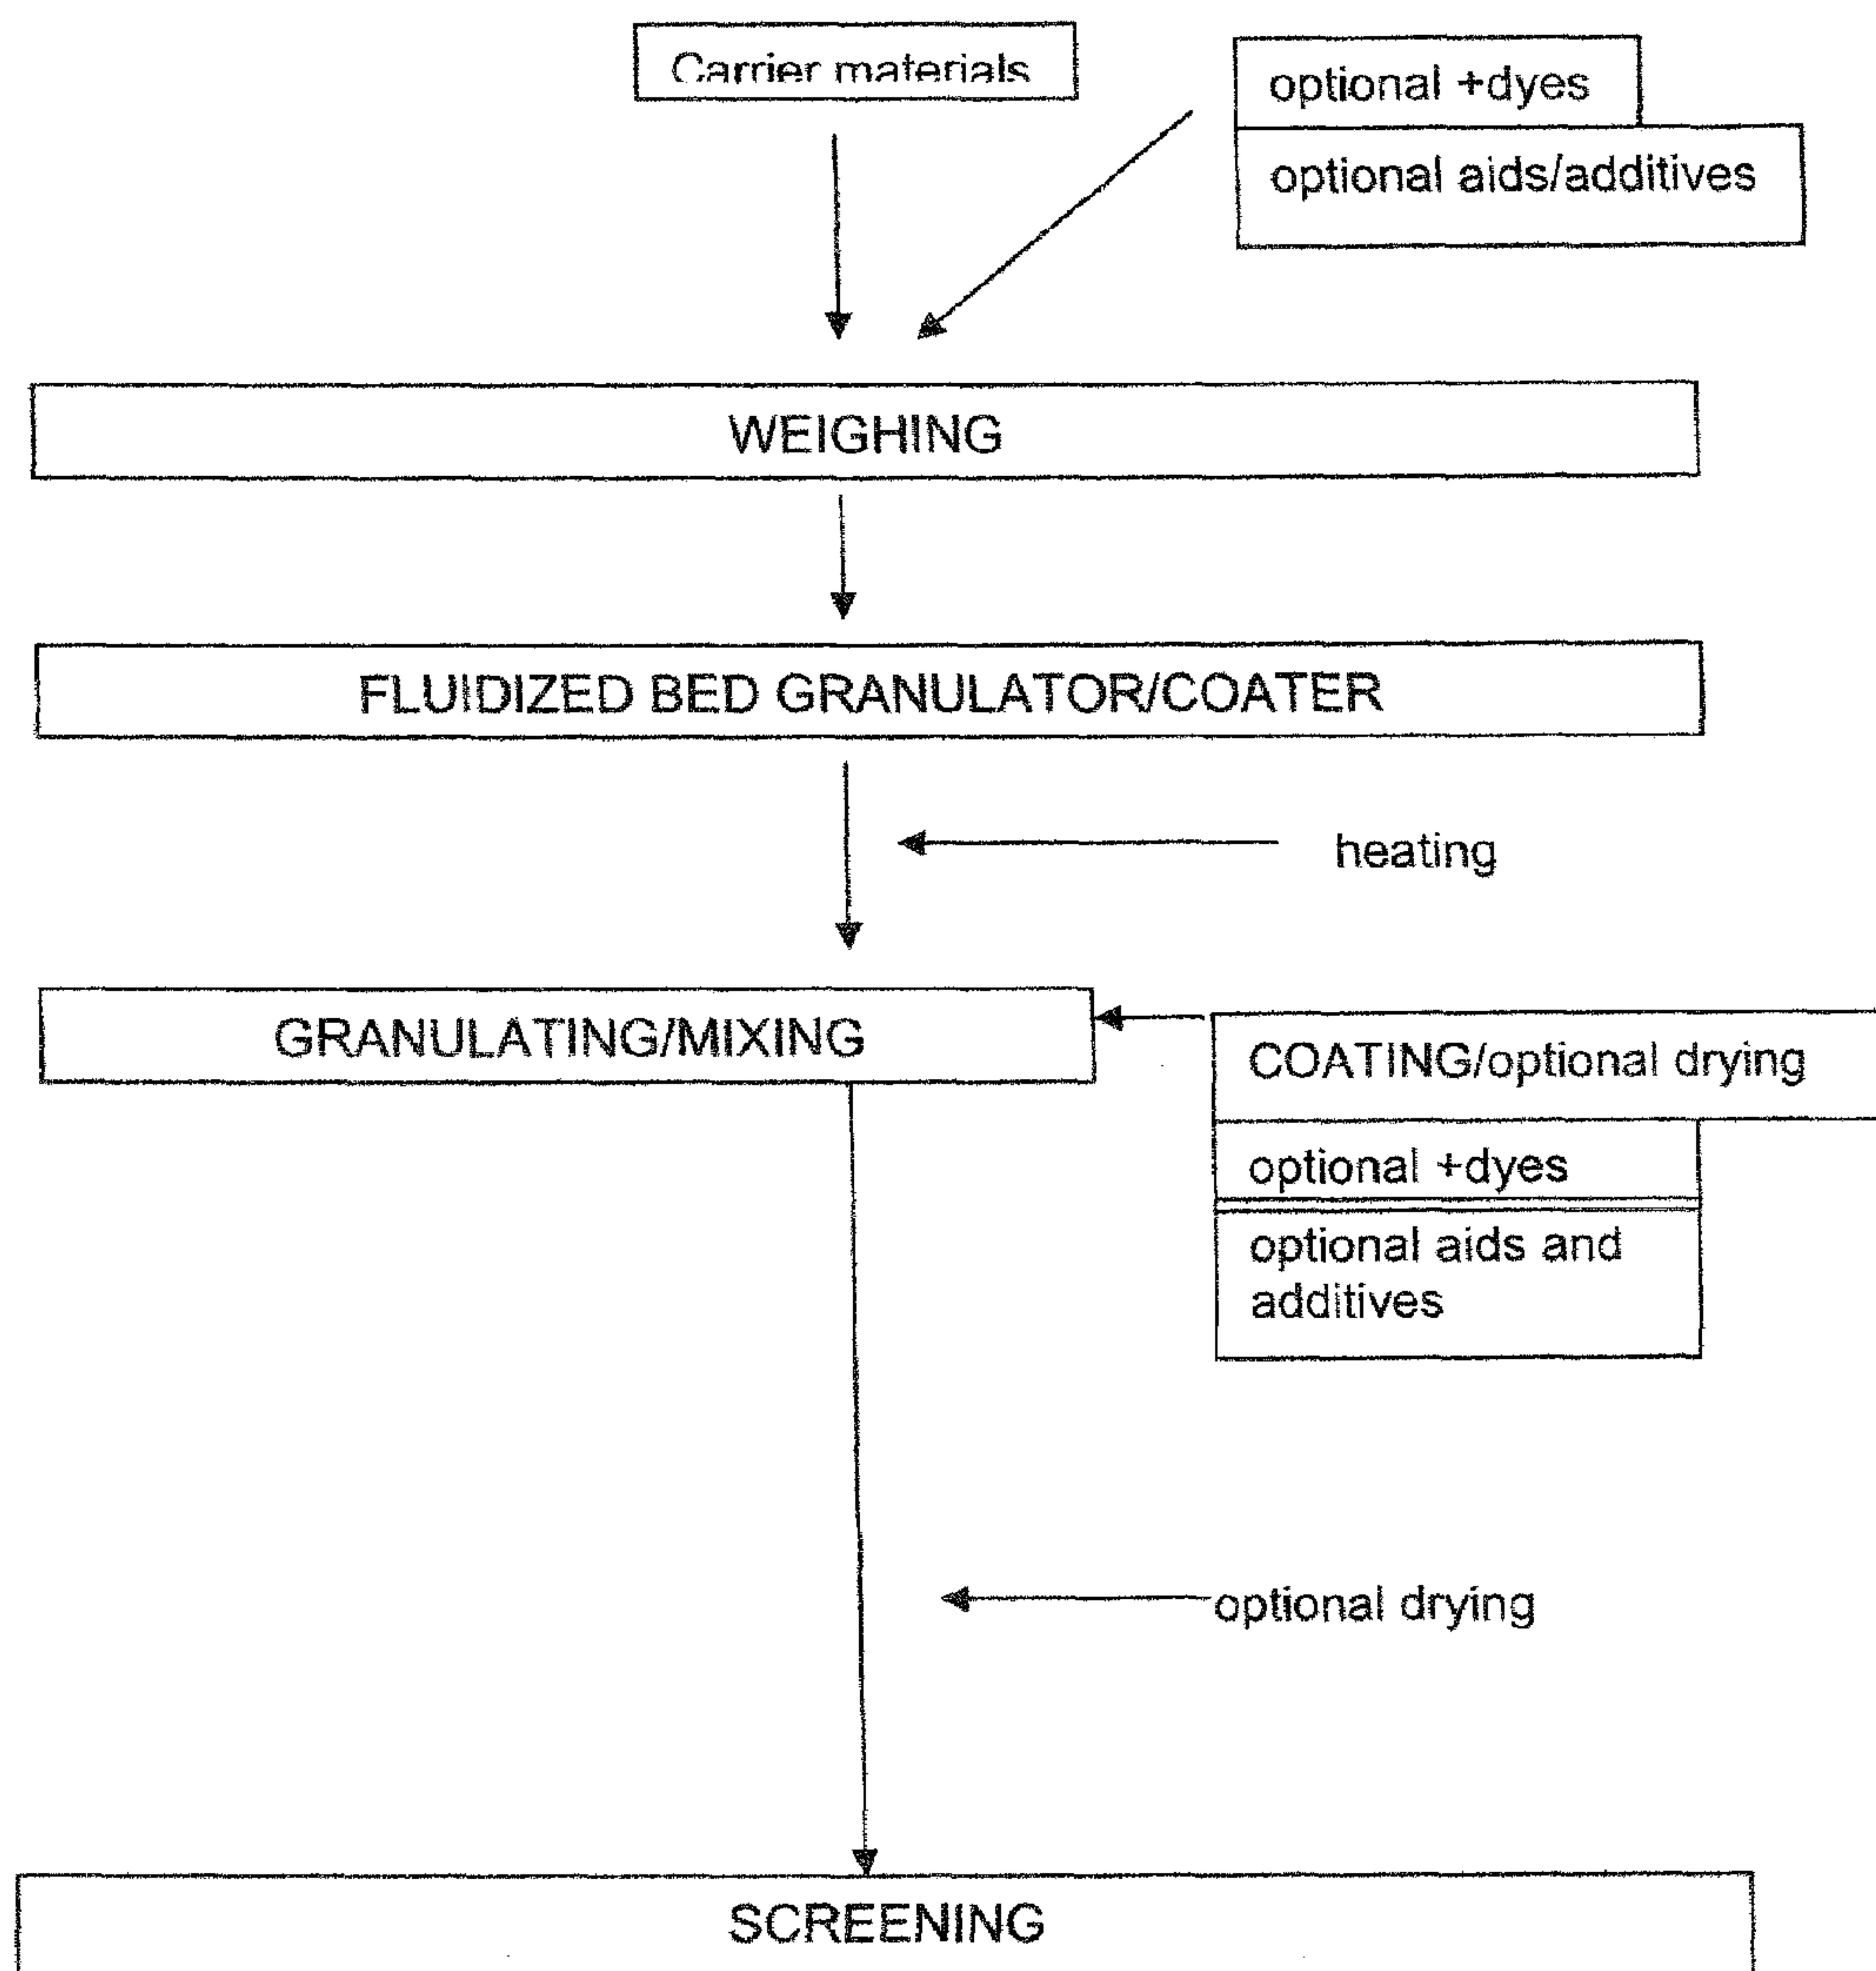 Carrier materials
optional +dyes
optional aids/additives
WEIGHING
FLUIDIZED BED GRANULATOR/COATER
heating
GRANULATING/MIXING
COATING/optional drying
optional +dyes
optional aids and
additives
optional drying
SCREENING